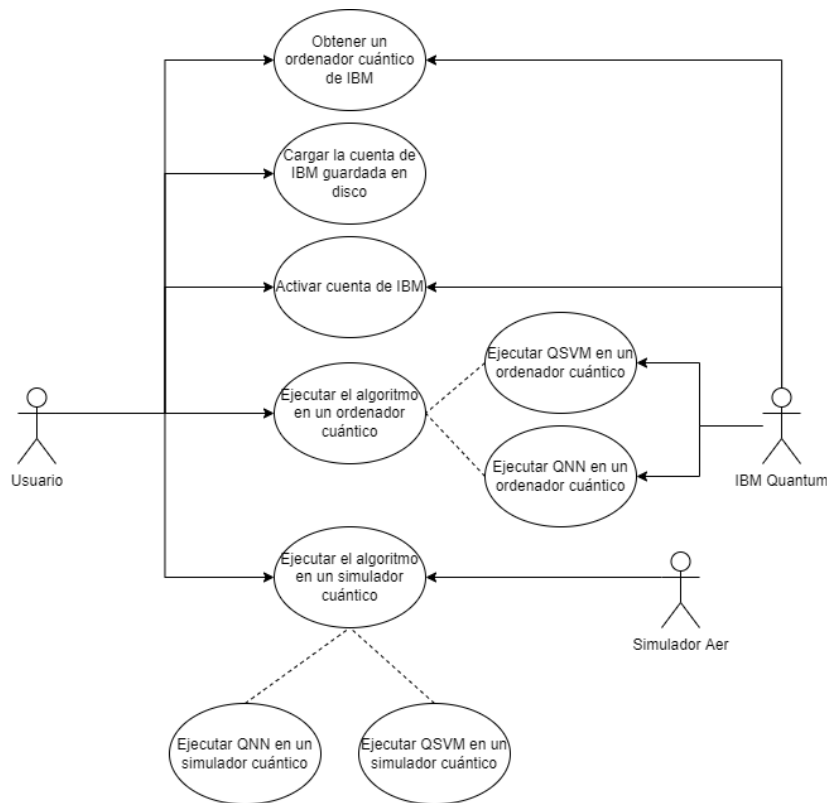 Obtener un
ordenador cuántico
de IBM
Cargar la cuenta de
IBM guardada en
disco
Activar cuenta de IBM
Ejecutar QSVM en un
ordenador cuántico
Ejecutar el algoritmo
en un ordenador
cuántico
Ejecutar QNN en un
ordenador cuántico
Usuario
IBM Quantum
Ejecutar el algoritmo
en un simulador
cuántico
Simulador Aer
Ejecutar QNN en un
simulador cuántico
Ejecutar QSVM en un
simulador cuántico